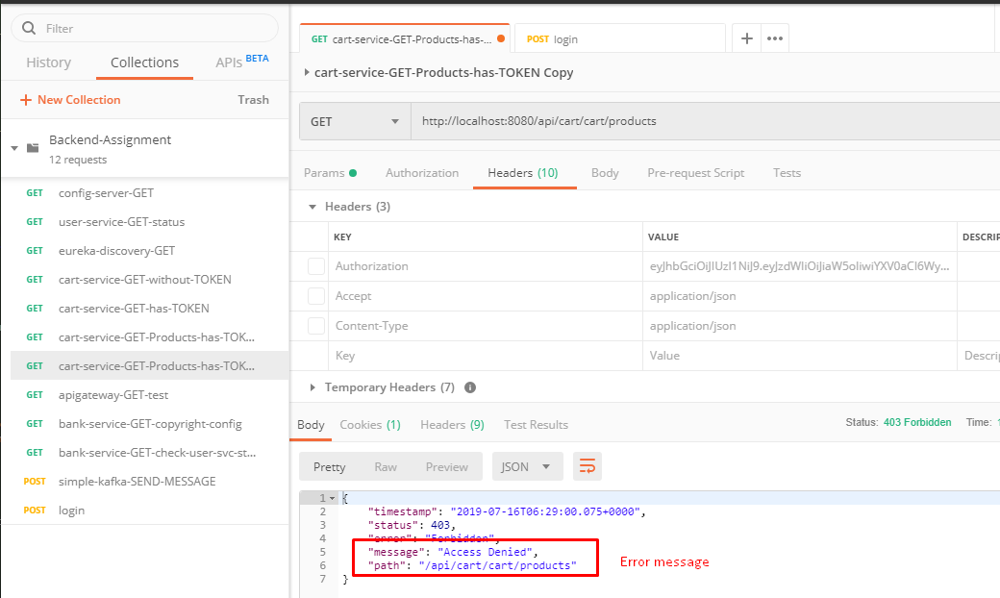 Filter
History Collections APIs BETA
+ New Collection Trash
Backend-Assignment
12 requests
GET config-server-GET
GET user-service-GET-status
GET eureka-discovery-GET
GET cart-service-GET-without-TOKEN
GET cart-service-GET-has-TOKEN
GET cart-service-GET-Products-has-TOK...
GET cart-service-GET-Products-has-TOK...
GET apigateway-GET-test
GET bank-service-GET-copyright-config
GET bank-service-GET-check-user-svc-st...
POST simple-kafka-SEND-MESSAGE
POST login
GET cart-service-GET-Products-has-... POST login + •••
cart-service-GET-Products-has-TOKEN Copy
GET http://localhost:8080/api/cart/cart/products
Params Authorization Headers (10) Body Pre-request Script Tests
Headers (3)
KEY VALUE DESCRIP
Authorization
Accept application/json
Content-Type application/json
Key Value Descrip
Temporary Headers (7)
Body Cookies (1) Headers (9) Test Results Status: 403 Forbidden Time: 1
Pretty Raw Preview JSON
1 {
2 "timestamp": "2019-07-16T06:29:00.075+0000",
3 "status": 403,
4 "error": "Forbidden",
5 "message": "Access Denied",
6 "path": "/api/cart/cart/products"
7 }
Error message